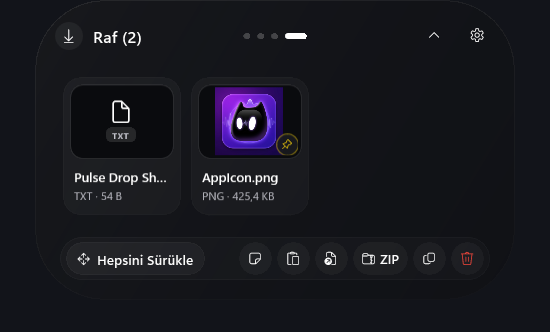 Raf (2)
TXT
Pulse Drop Sh...
TXT · 54 B
AppIcon.png
PNG · 425,4 KB
Hepsini Sürükle
ZIP